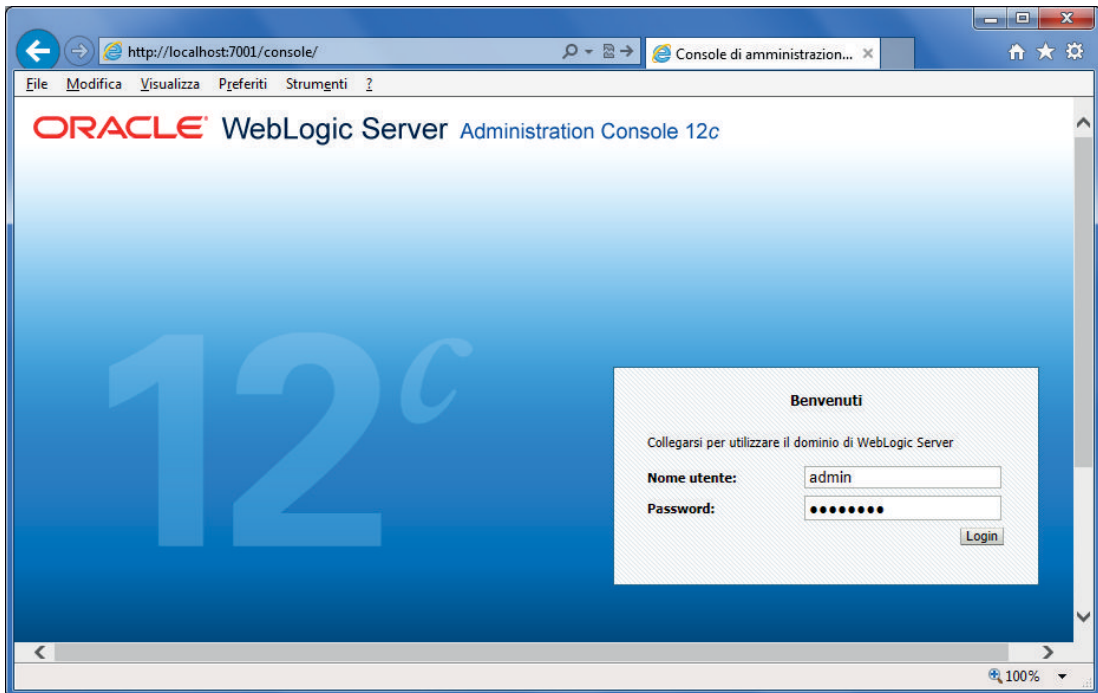 http://localhost:7001/console/
Console di amministrazion...
File Modifica Visualizza Preferiti Strumenti ?
ORACLE® WebLogic Server Administration Console 12c
12c
Benvenuti
Collegarsi per utilizzare il dominio di WebLogic Server
Nome utente: admin
Password: ●●●●●●●●
Login
100%